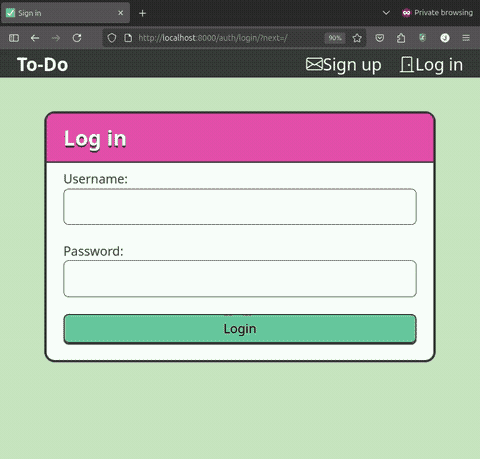 Sign in
Private browsing
http://localhost:8000/auth/login/?next=/
90%
J
To-Do
Sign up
Log in
Log in
Username:
Password:
Login